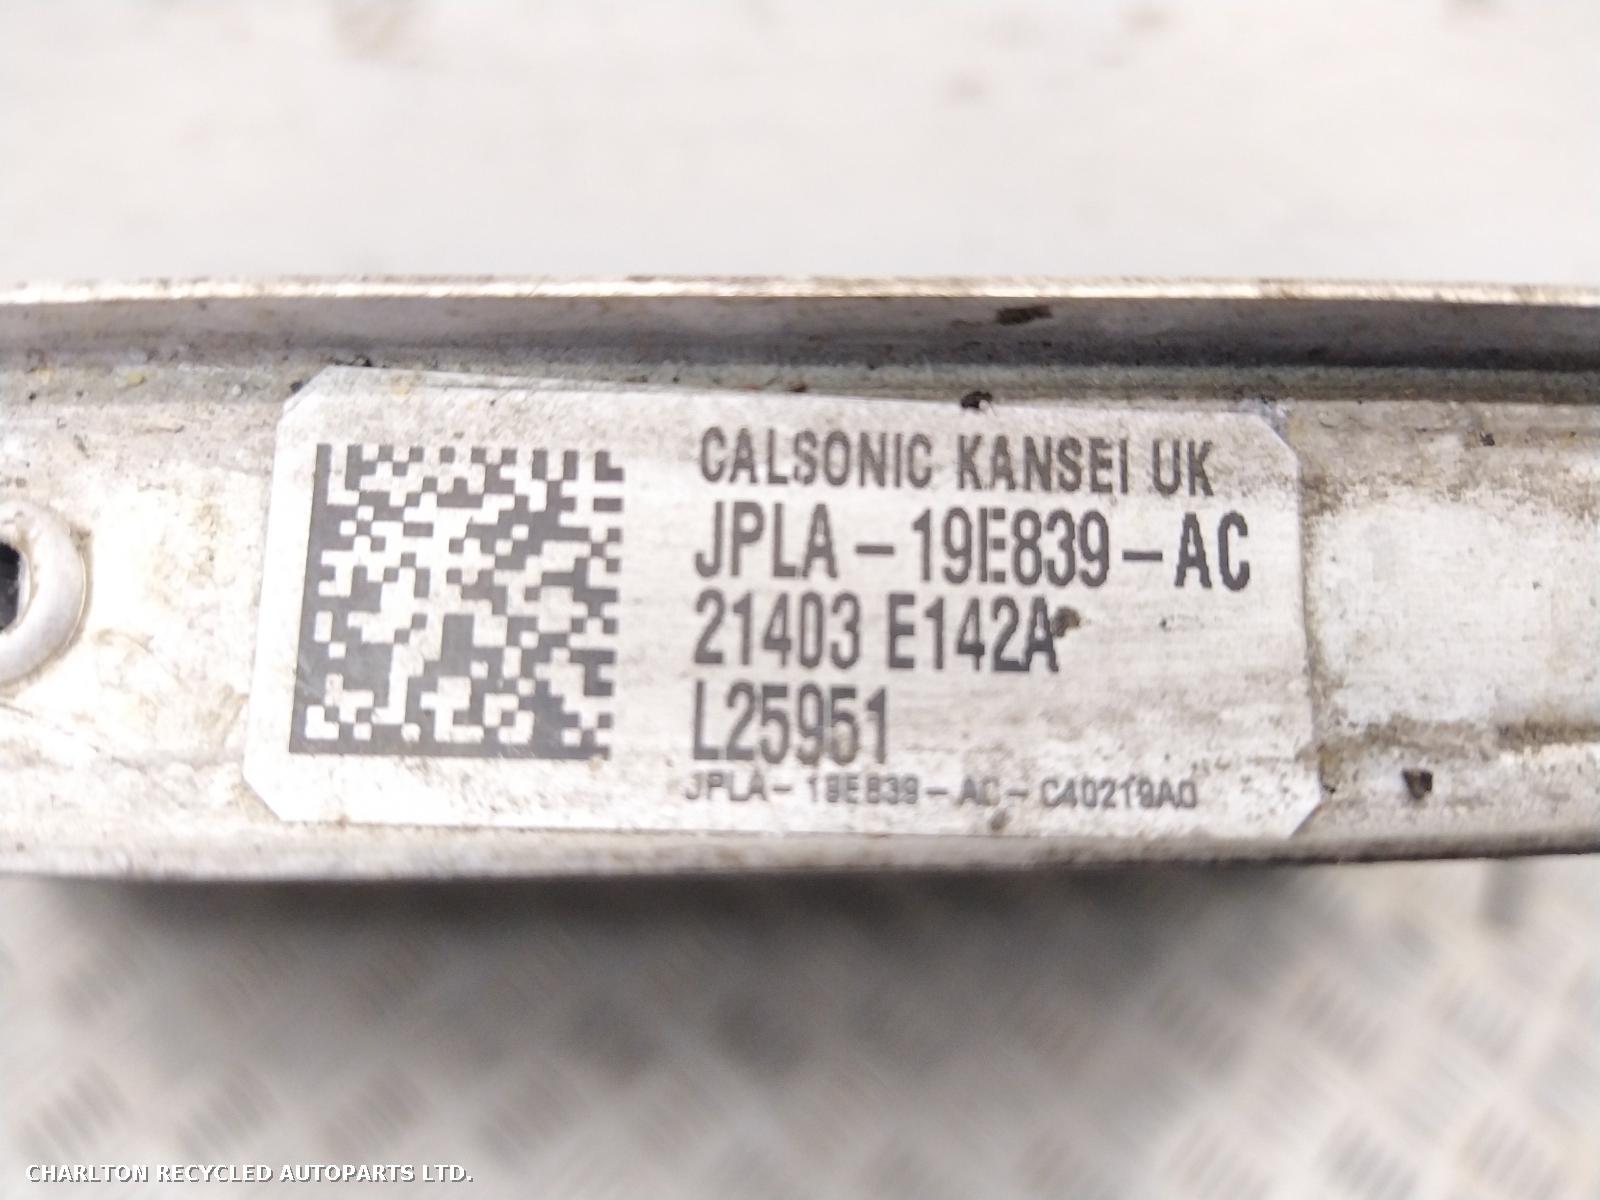 CALSONIC KANSEI UK
JPLA-19E839-AC
21403 E142A
L25951
JPLA-19E839-AC-C40219A0
CHARLTON RECYCLED AUTOPARTS LTD.